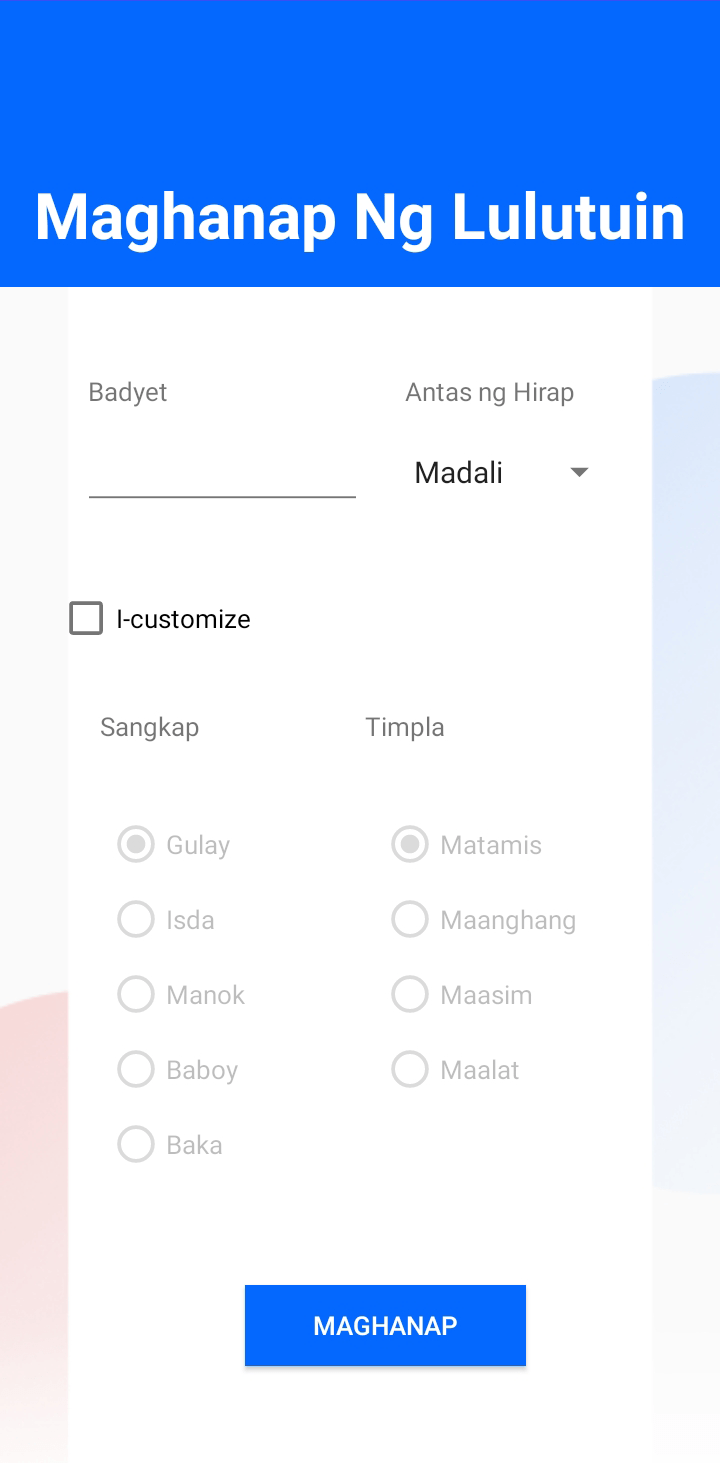 Maghanap Ng Lulutuin
Badyet
Antas ng Hirap
Madali
I-customize
Sangkap
Timpla
Gulay
Isda
Manok
Baboy
Baka
Matamis
Maanghang
Maasim
Maalat
MAGHANAP